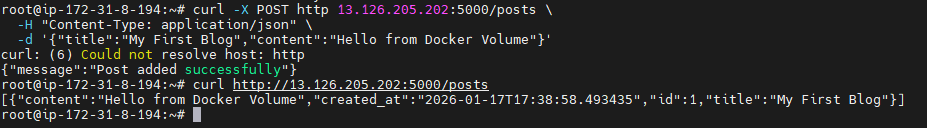 root@ip-172-31-8-194:~# curl -X POST http 13.126.205.202:5000/posts \
  -H "Content-Type: application/json" \
  -d '{"title":"My First Blog","content":"Hello from Docker Volume"}'
curl: (6) Could not resolve host: http
{"message":"Post added successfully"}
root@ip-172-31-8-194:~# curl http://13.126.205.202:5000/posts
[{"content":"Hello from Docker Volume","created_at":"2026-01-17T17:38:58.493435","id":1,"title":"My First Blog"}]
root@ip-172-31-8-194:~#